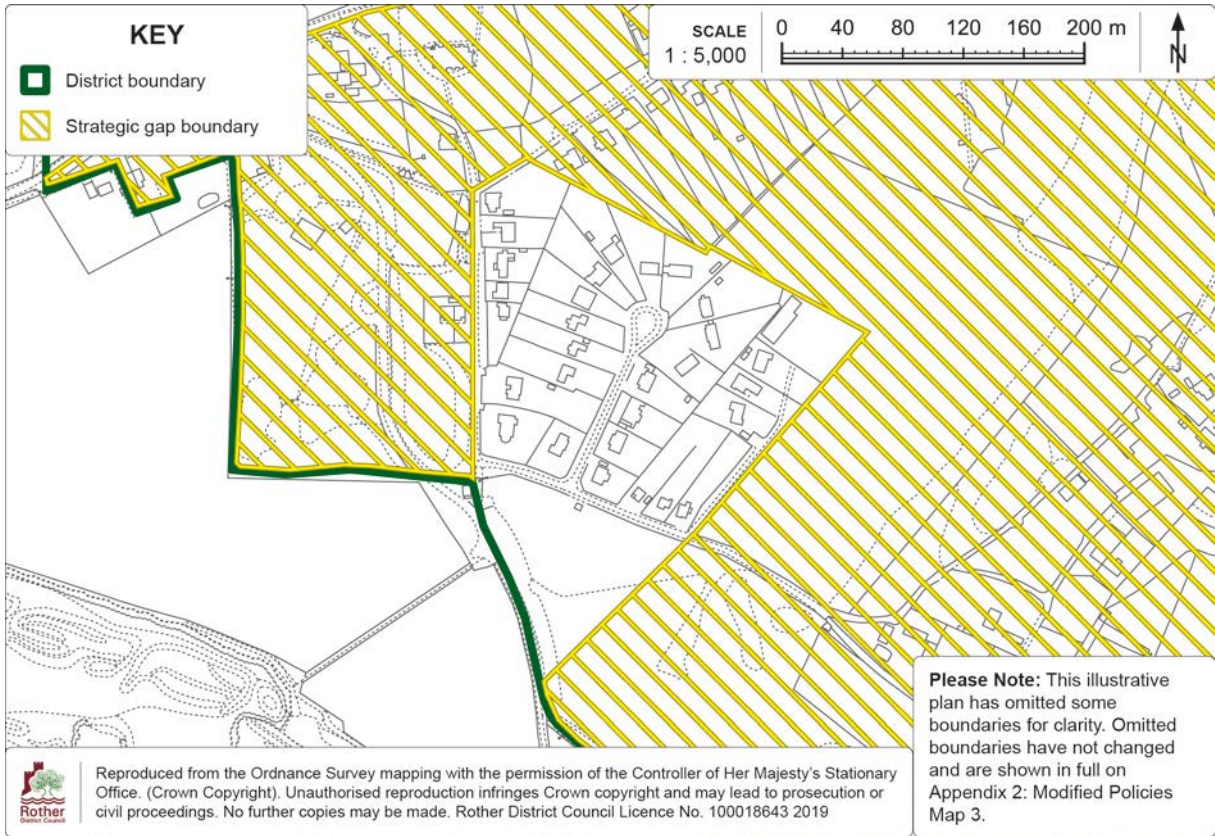 KEY
District boundary
Strategic gap boundary
SCALE
1 : 5,000
0 40 80 120 160 200 m
N
Please Note: This illustrative
plan has omitted some
boundaries for clarity. Omitted
boundaries have not changed
and are shown in full on
Appendix 2: Modified Policies
Map 3.
Rother
District Council
Reproduced from the Ordnance Survey mapping with the permission of the Controller of Her Majesty's Stationary
Office. (Crown Copyright). Unauthorised reproduction infringes Crown copyright and may lead to prosecution or
civil proceedings. No further copies may be made. Rother District Council Licence No. 100018643 2019